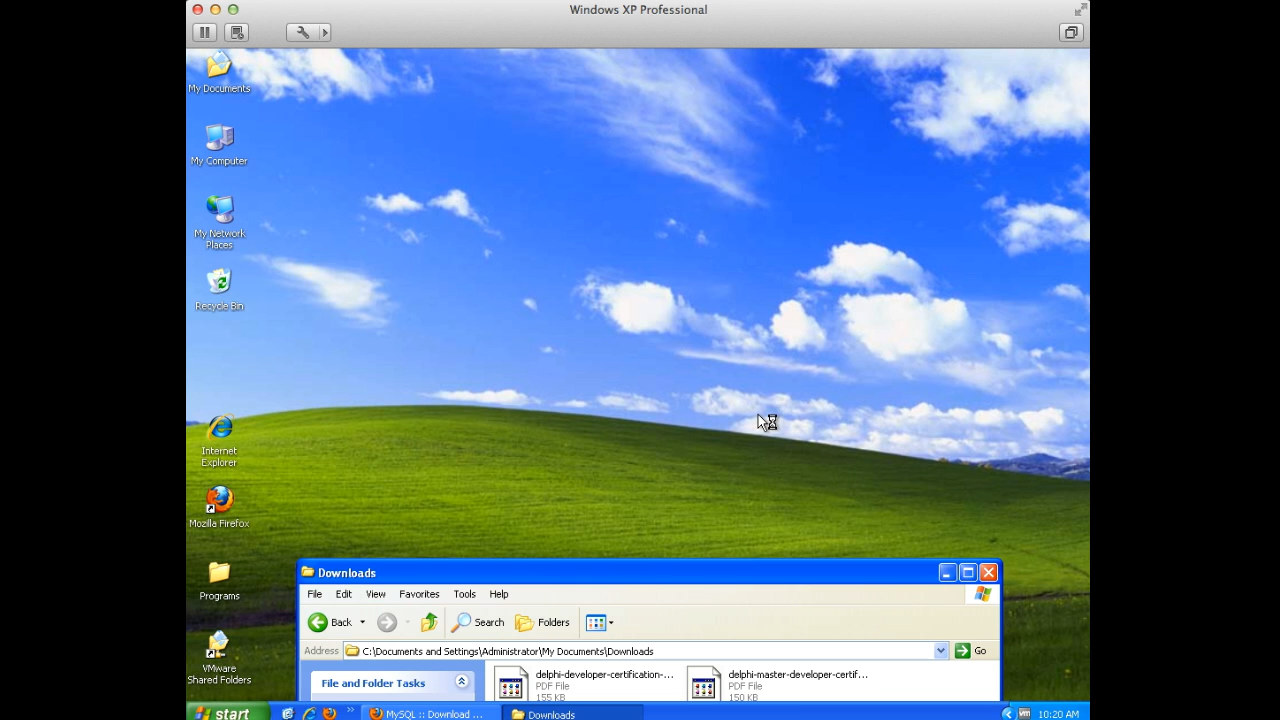 Windows XP Professional
My Documents
My Computer
My Network
Places
Recycle Bin
Internet
Explorer
Mozilla Firefox
Programs
VMware
Shared Folders
Downloads
File Edit View Favorites Tools Help
Back Search Folders
Address C:\Documents and Settings\Administrator\My Documents\Downloads Go
File and Folder Tasks
delphi-developer-certification-...
PDF File
155 KB
delphi-master-developer-certif...
PDF File
150 KB
start MySQL :: Download ... Downloads 10:20 AM